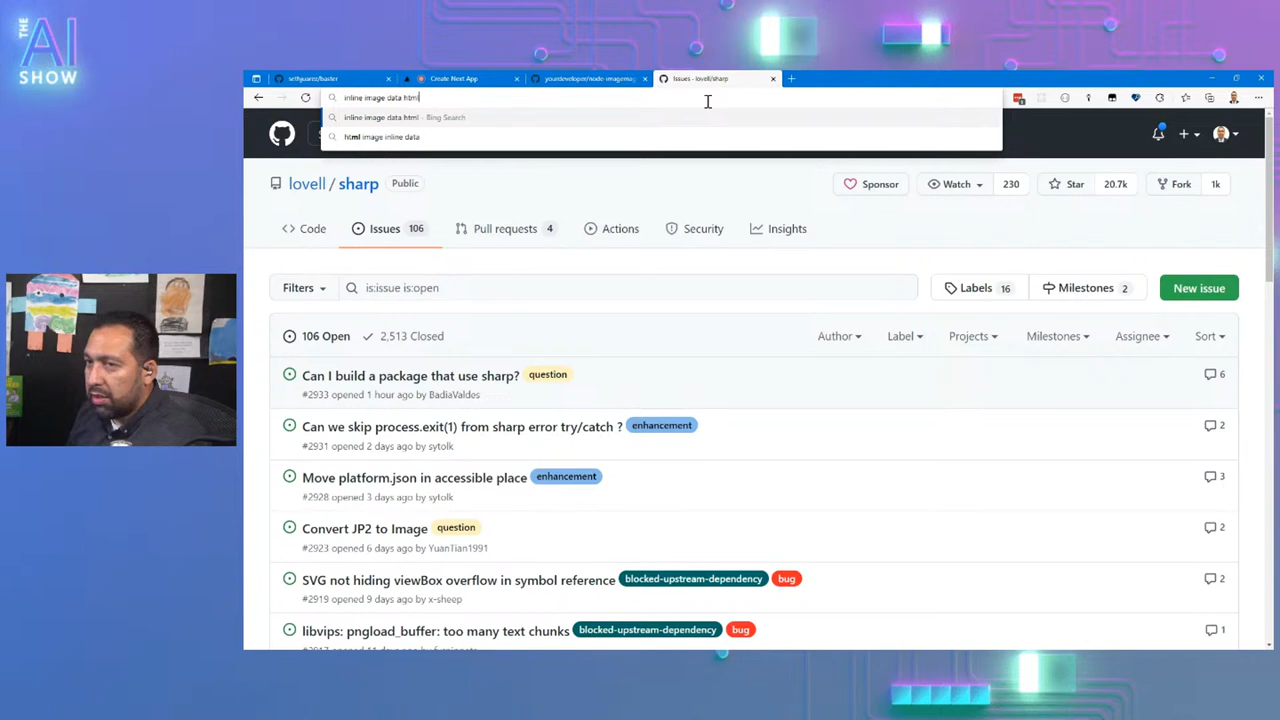 THE
AI
SHOW
sethjuarez/baster
Create Next App
yourdeveloper/node-imagemag
Issues · lovell/sharp
inline image data html
inline image data html - Bing Search
html image inline data
lovell / sharp Public
Sponsor Watch 230 Star 20.7k Fork 1k
Code Issues 106 Pull requests 4 Actions Security Insights
Filters is:issue is:open Labels 16 Milestones 2 New issue
106 Open 2,513 Closed Author Label Projects Milestones Assignee Sort
Can I build a package that use sharp? question 6
#2933 opened 1 hour ago by BadiaValdes
Can we skip process.exit(1) from sharp error try/catch ? enhancement 2
#2931 opened 2 days ago by sytolk
Move platform.json in accessible place enhancement 3
#2928 opened 3 days ago by sytolk
Convert JP2 to Image question 2
#2923 opened 6 days ago by YuanTian1991
SVG not hiding viewBox overflow in symbol reference blocked-upstream-dependency bug 2
#2919 opened 9 days ago by x-sheep
libvips: pngload_buffer: too many text chunks blocked-upstream-dependency bug 1